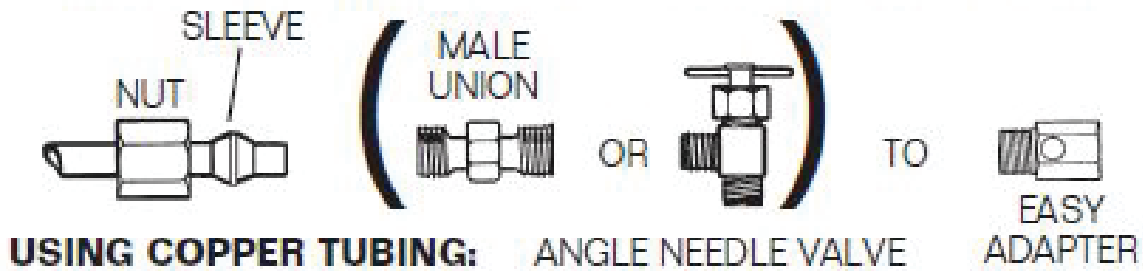 SLEEVE
NUT
MALE
UNION
OR
TO
EASY
ADAPTER
USING COPPER TUBING: ANGLE NEEDLE VALVE